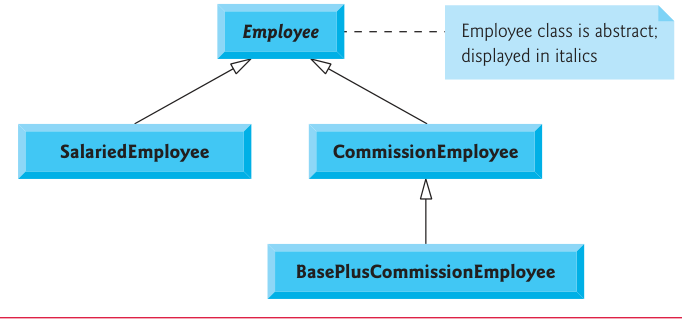 Employee
Employee class is abstract;
displayed in italics
SalariedEmployee
CommissionEmployee
BasePlusCommissionEmployee